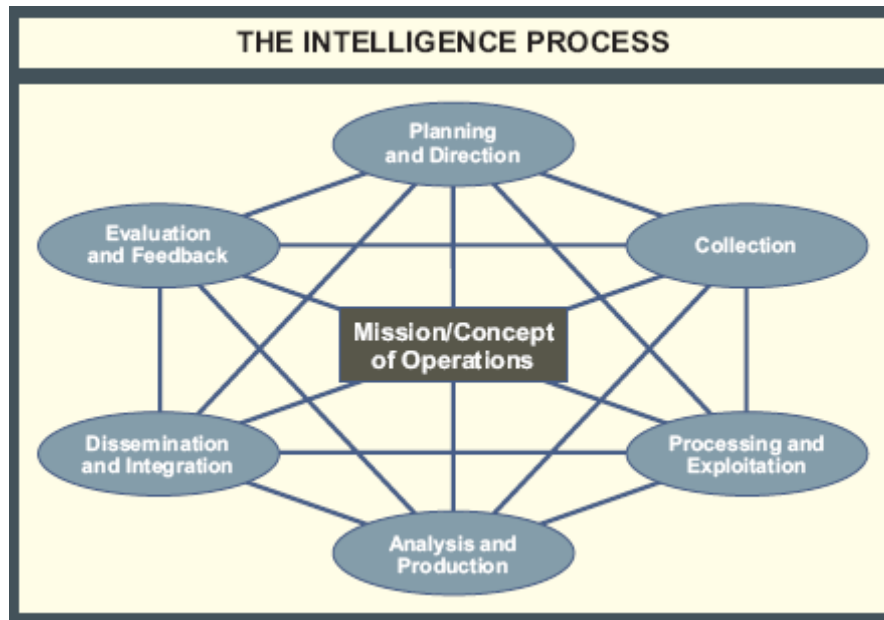 THE INTELLIGENCE PROCESS
Planning
and Direction
Evaluation
and Feedback
Collection
Mission/Concept
of Operations
Dissemination
and Integration
Processing and
Exploitation
Analysis and
Production